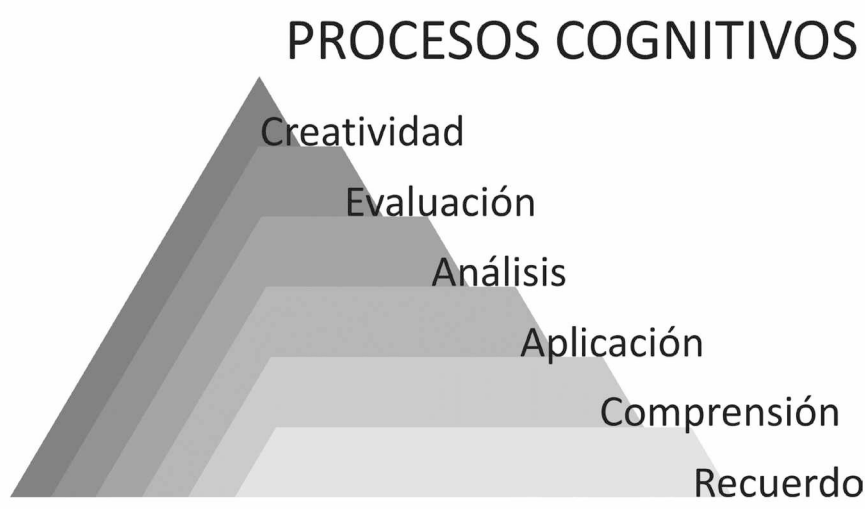 PROCESOS COGNITIVOS
Creatividad
Evaluación
Análisis
Aplicación
Comprensión
Recuerdo